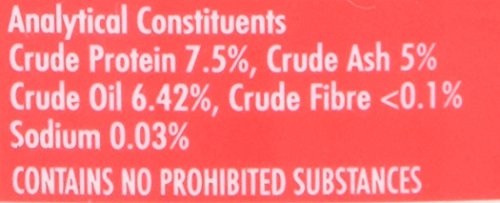 Analytical Constituents
Crude Protein 7.5%, Crude Ash 5%
Crude Oil 6.42%, Crude Fibre <0.1%
Sodium 0.03%
CONTAINS NO PROHIBITED SUBSTANCES